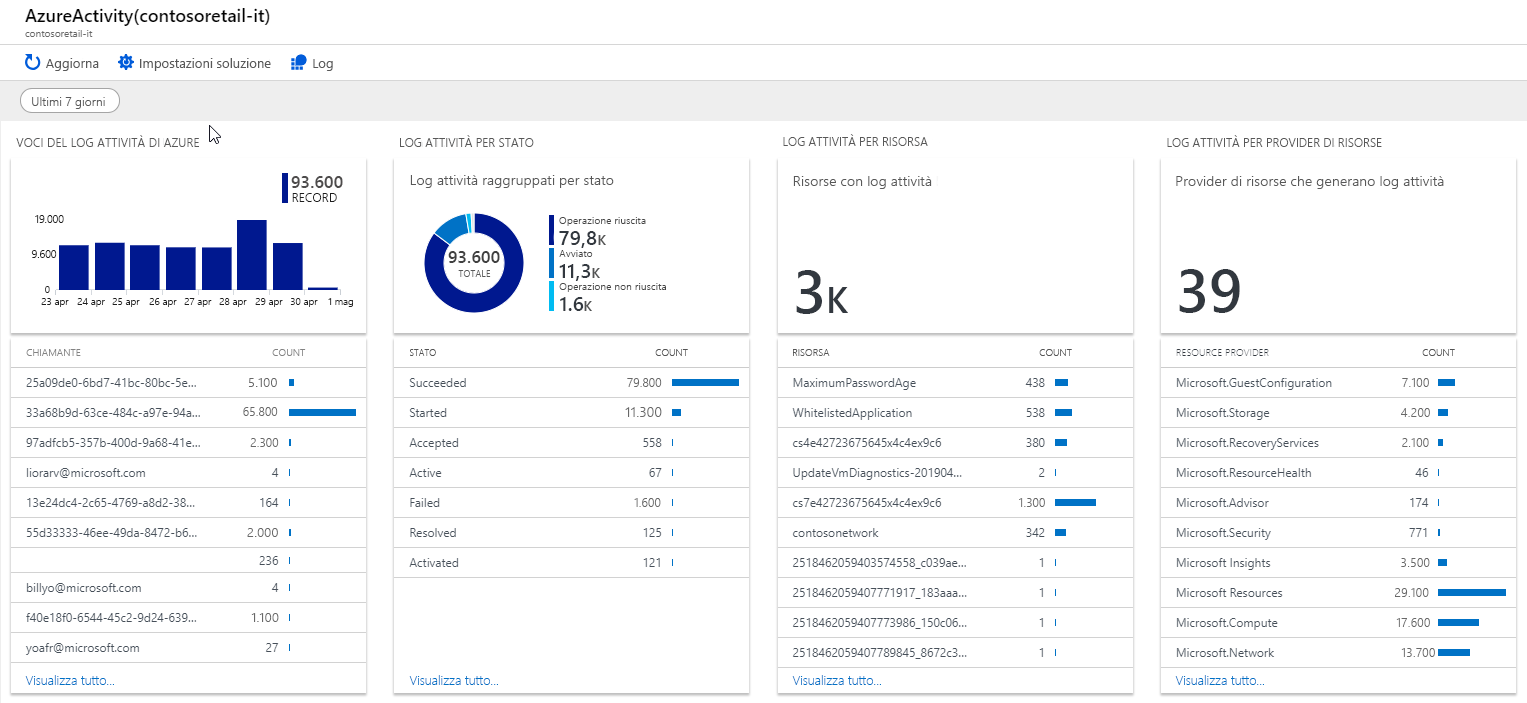 AzureActivity(contosoretail-it)
contosoretail-it
Aggiorna Impostazioni soluzione Log
Ultimi 7 giorni
VOCI DEL LOG ATTIVITÀ DI AZURE
93.600
RECORD
19.000
9.600
0
23 apr 24 apr 25 apr 26 apr 27 apr 28 apr 29 apr 30 apr 1 mag
CHIAMANTE COUNT
25a09de0-6bd7-41bc-80bc-5e... 5.100
33a68b9d-63ce-484c-a97e-94a... 65.800
97adfcb5-357b-400d-9a68-41e... 2.300
liorarv@microsoft.com 4
13e24dc4-2c65-4769-a8d2-38... 164
55d33333-46ee-49da-8472-b6... 2.000
236
billyo@microsoft.com 4
f40e18f0-6544-45c2-9d24-639... 1.100
yoafr@microsoft.com 27
Visualizza tutto...
LOG ATTIVITÀ PER STATO
Log attività raggruppati per stato
93.600
TOTALE
Operazione riuscita
79,8K
Avviato
11,3K
Operazione non riuscita
1.6K
STATO COUNT
Succeeded 79.800
Started 11.300
Accepted 558
Active 67
Failed 1.600
Resolved 125
Activated 121
Visualizza tutto...
LOG ATTIVITÀ PER RISORSA
Risorse con log attività
3K
RISORSA COUNT
MaximumPasswordAge 438
WhitelistedApplication 538
cs4e42723675645x4c4ex9c6 380
UpdateVmDiagnostics-201904... 2
cs7e42723675645x4c4ex9c6 1.300
contosonetwork 342
2518462059403574558_c039ae... 1
2518462059407771917_183aaa... 1
2518462059407773986_150c06... 1
2518462059407789845_8672c3... 1
Visualizza tutto...
LOG ATTIVITÀ PER PROVIDER DI RISORSE
Provider di risorse che generano log attività
39
RESOURCE PROVIDER COUNT
Microsoft.GuestConfiguration 7.100
Microsoft.Storage 4.200
Microsoft.RecoveryServices 2.100
Microsoft.ResourceHealth 46
Microsoft.Advisor 174
Microsoft.Security 771
Microsoft Insights 3.500
Microsoft Resources 29.100
Microsoft.Compute 17.600
Microsoft.Network 13.700
Visualizza tutto...